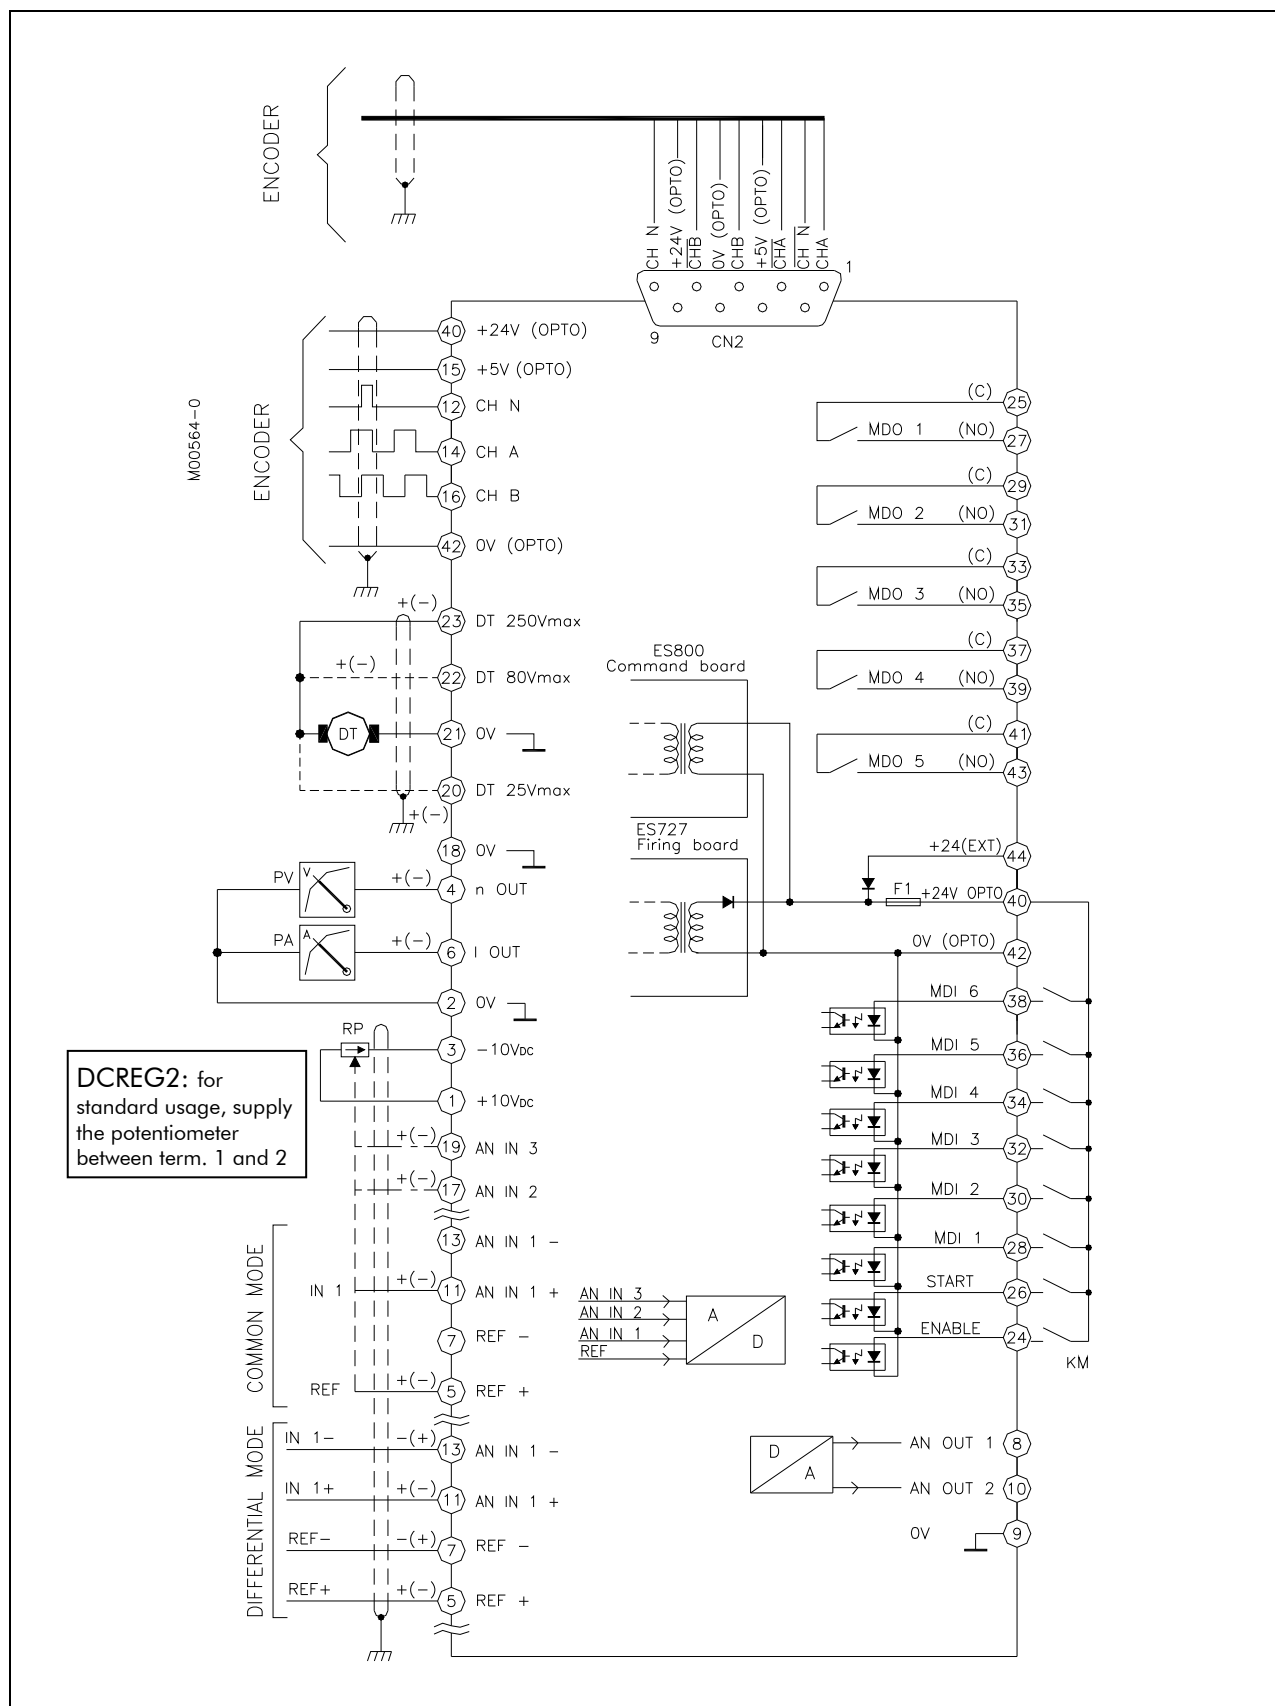 ENCODER
CH N
+24V (OPTO)
CHB
0V (OPTO)
CHB
+5V (OPTO)
CHA
CH N
CHA
1
9
CN2
M00564-0
ENCODER
40 +24V (OPTO)
15 +5V (OPTO)
12 CH N
14 CH A
16 CH B
42 0V (OPTO)
+(-)
23 DT 250Vmax
+(-)
22 DT 80Vmax
DT
21 0V
20 DT 25Vmax
+(-)
18 0V
PV V +(-) 4 n OUT
PA A +(-) 6 I OUT
2 0V
RP
3 -10VDC
1 +10VDC
DCREG2: for
standard usage, supply
the potentiometer
between term. 1 and 2
+(-) 19 AN IN 3
+(-) 17 AN IN 2
COMMON MODE
13 AN IN 1 -
IN 1 +(-) 11 AN IN 1 +
7 REF -
REF +(-) 5 REF +
DIFFERENTIAL MODE
IN 1- -(+) 13 AN IN 1 -
IN 1+ +(-) 11 AN IN 1 +
REF- -(+) 7 REF -
REF+ +(-) 5 REF +
ES800
Command board
ES727
Firing board
AN IN 3
AN IN 2
AN IN 1
REF
A
D
(C) 25
MDO 1 (NO) 27
(C) 29
MDO 2 (NO) 31
(C) 33
MDO 3 (NO) 35
(C) 37
MDO 4 (NO) 39
(C) 41
MDO 5 (NO) 43
+24(EXT) 44
F1 +24V OPTO 40
0V (OPTO) 42
MDI 6 38
MDI 5 36
MDI 4 34
MDI 3 32
MDI 2 30
MDI 1 28
START 26
ENABLE 24
KM
D
A
AN OUT 1 8
AN OUT 2 10
0V 9